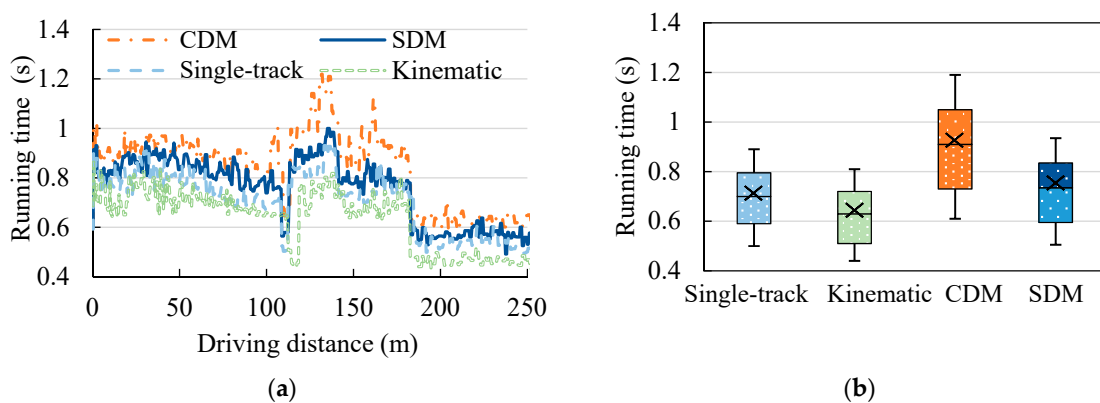 1.4
1.2
1
0.8
0.6
0.4
Running time (s)
CDM SDM
Single-track Kinematic
0 50 100 150 200 250
Driving distance (m)
(a)
1.4
1.2
1.0
0.8
0.6
0.4
Running time (s)
Single-track Kinematic CDM SDM
(b)